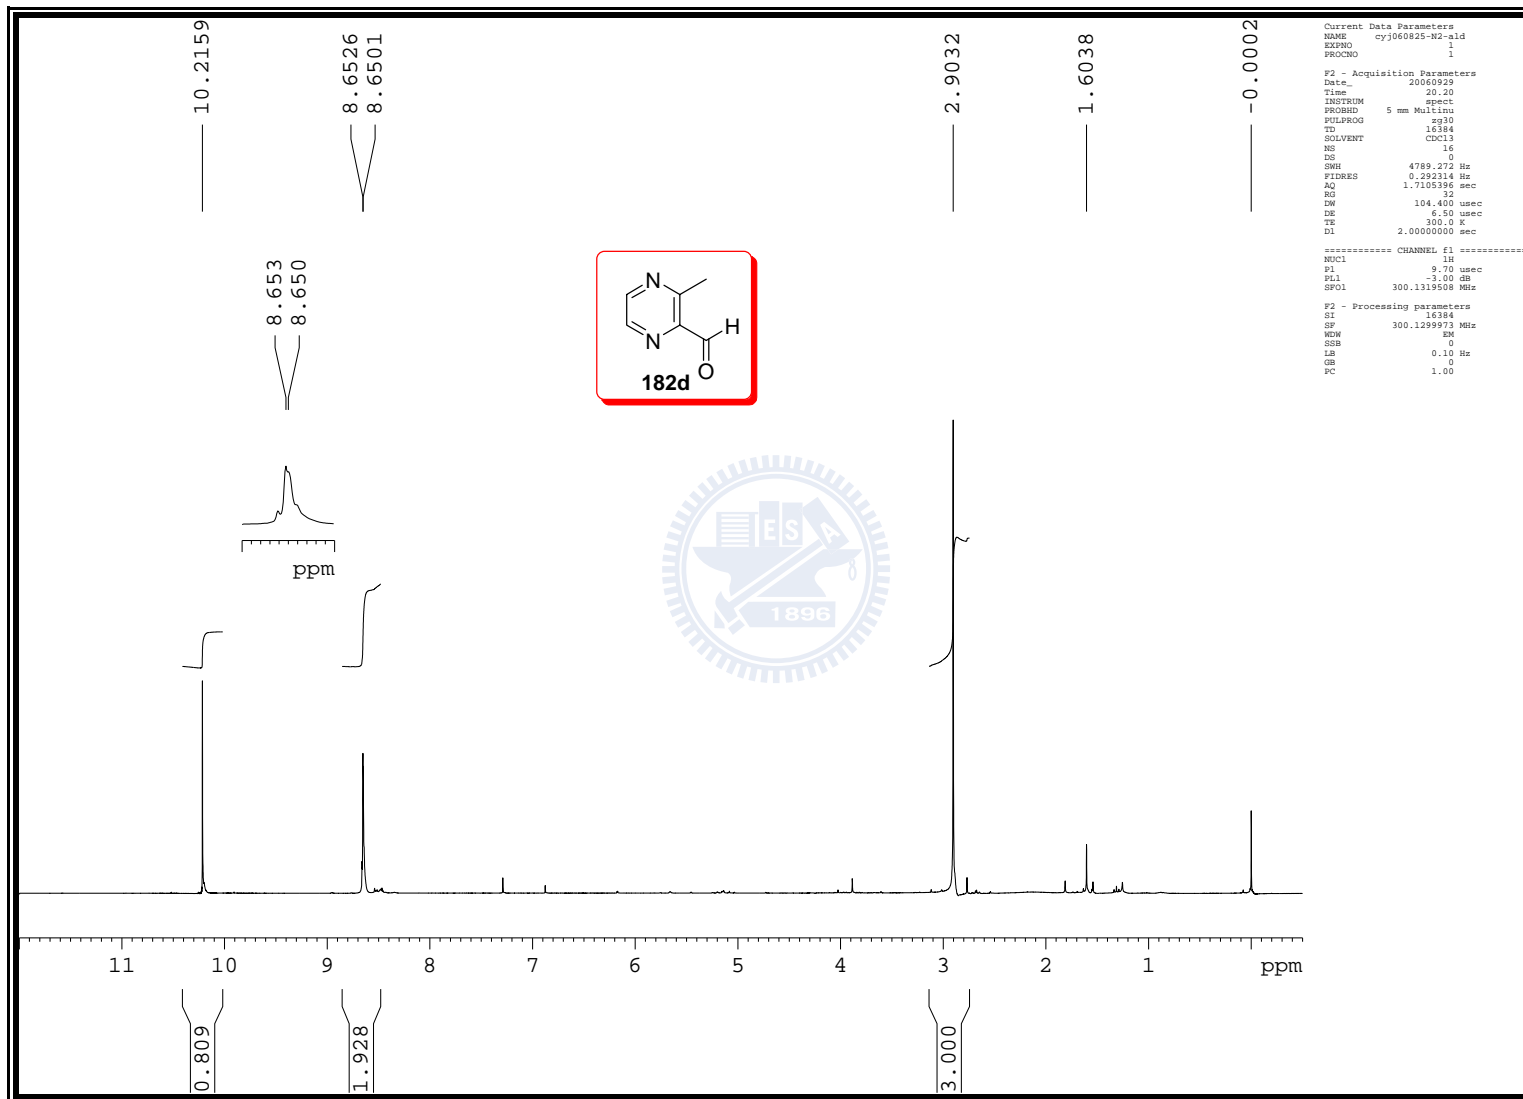 10.2159
8.6526
8.6501
2.9032
1.6038
-0.0002
Current Data Parameters
NAME cyj060825-N2-ald
EXPNO 1
PROCNO 1
F2 - Acquisition Parameters
Date_ 20060929
Time 20.20
INSTRUM spect
PROBHD 5 mm Multinu
PULPROG zg30
TD 16384
SOLVENT CDCl3
NS 16
DS 0
SWH 4789.272 Hz
FIDRES 0.292314 Hz
AQ 1.7105396 sec
RG 32
DW 104.400 usec
DE 6.50 usec
TE 300.0 K
D1 2.00000000 sec
============ CHANNEL f1 ============
NUC1 1H
P1 9.70 usec
PL1 -3.00 dB
SFO1 300.1319508 MHz
F2 - Processing parameters
SI 16384
SF 300.1299973 MHz
WDW EM
SSB 0
LB 0.10 Hz
GB 0
PC 1.00
8.653
8.650
ppm
N
N
H
O
182d
E S A
1896
11 10 9 8 7 6 5 4 3 2 1 ppm
0.809
1.928
3.000